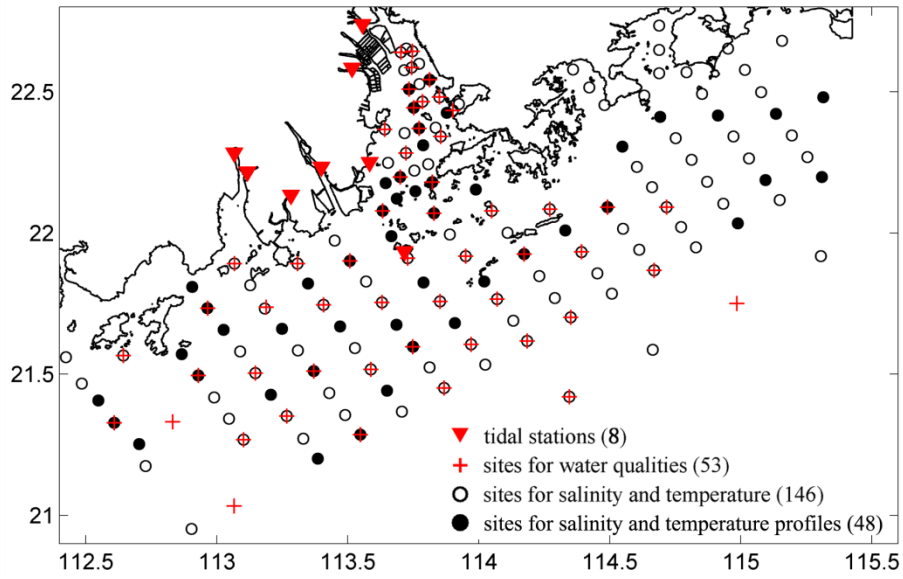 22.5
22
21.5
21
tidal stations (8)
sites for water qualities (53)
sites for salinity and temperature (146)
sites for salinity and temperature profiles (48)
112.5 113 113.5 114 114.5 115 115.5